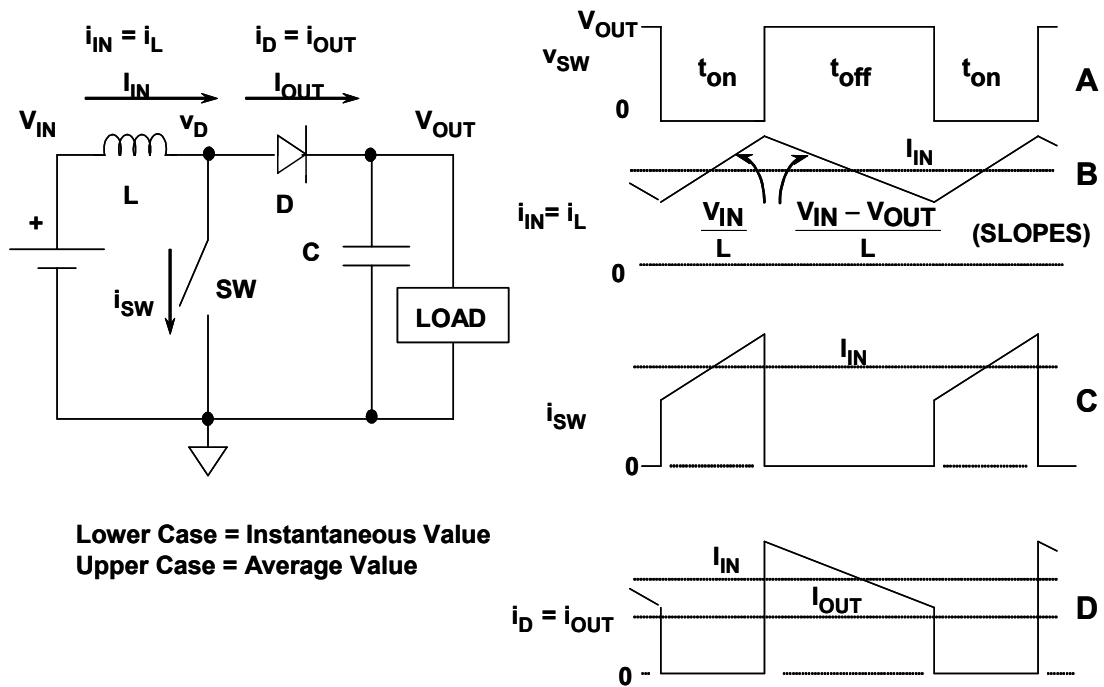 i_IN = i_L
i_D = i_OUT
I_IN
I_OUT
V_IN
v_D
V_OUT
L
D
+
C
i_SW
SW
LOAD
Lower Case = Instantaneous Value
Upper Case = Average Value
V_OUT
v_SW
t_on
t_off
t_on
A
0
I_IN
B
i_IN = i_L
V_IN
L
V_IN – V_OUT
L
(SLOPES)
0
I_IN
C
i_SW
0
I_IN
I_OUT
D
i_D = i_OUT
0